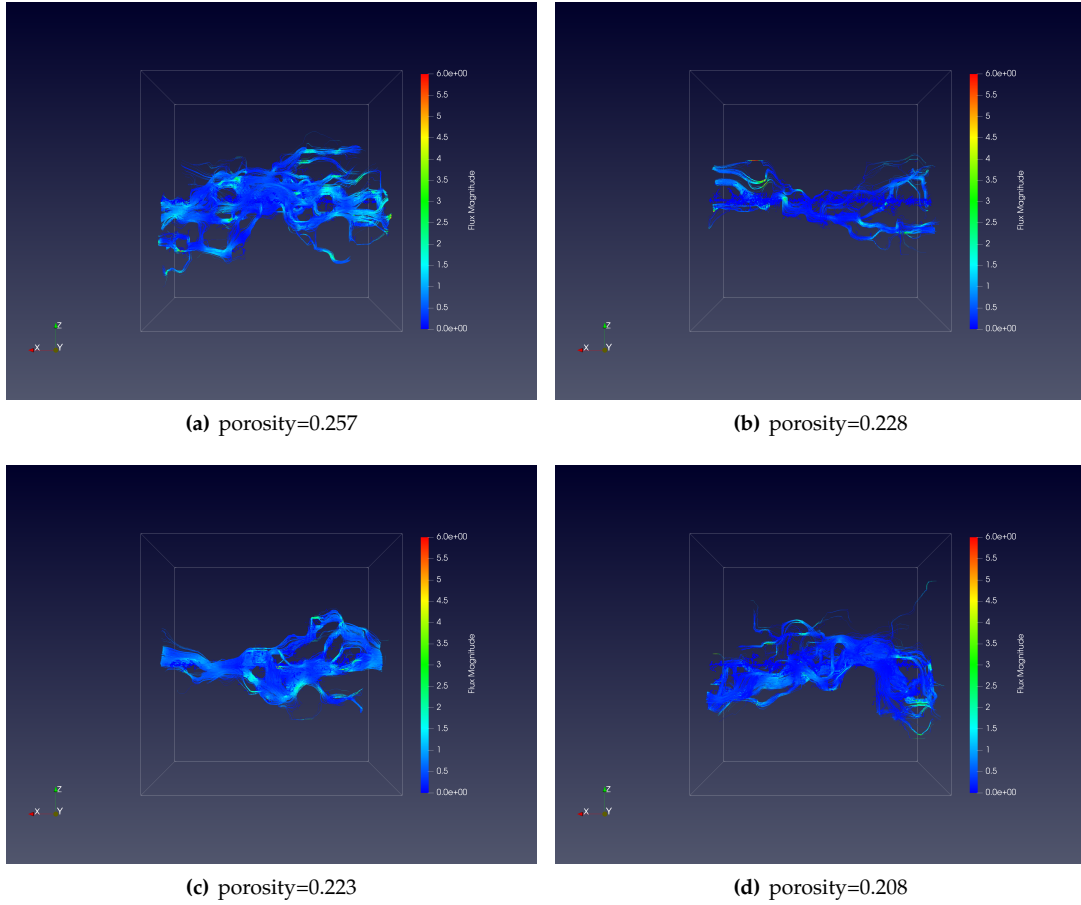 6.0e+00
5.5
5
4.5
4
3.5
3
2.5
2
1.5
1
0.5
0.0e+00
Flux Magnitude
Z
X
Y
(a) porosity=0.257
6.0e+00
5.5
5
4.5
4
3.5
3
2.5
2
1.5
1
0.5
0.0e+00
Flux Magnitude
Z
X
Y
(b) porosity=0.228
6.0e+00
5.5
5
4.5
4
3.5
3
2.5
2
1.5
1
0.5
0.0e+00
Flux Magnitude
Z
X
Y
(c) porosity=0.223
6.0e+00
5.5
5
4.5
4
3.5
3
2.5
2
1.5
1
0.5
0.0e+00
Flux Magnitude
Z
X
Y
(d) porosity=0.208